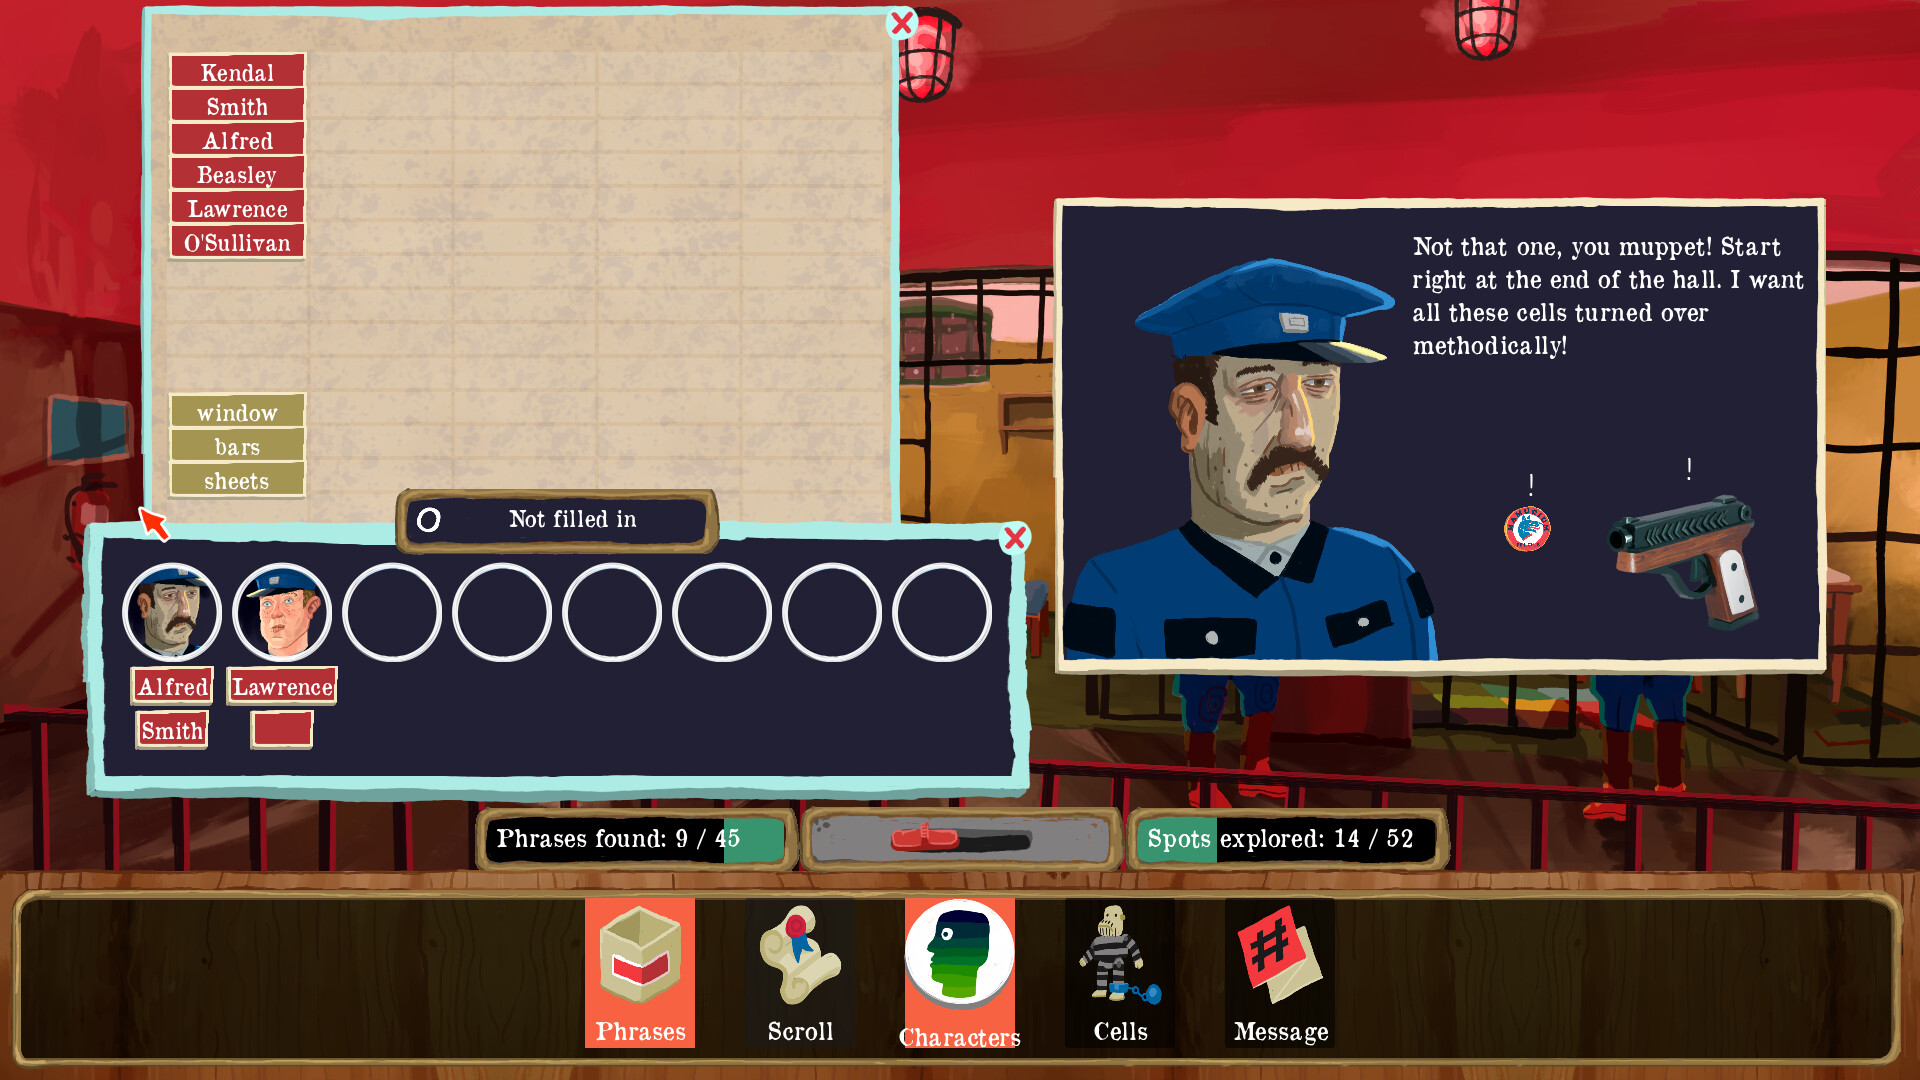 Kendal
Smith
Alfred
Beasley
Lawrence
O'Sullivan
window
bars
sheets
Not that one, you muppet! Start
right at the end of the hall. I want
all these cells turned over
methodically!
!
!
Not filled in
Alfred
Lawrence
Smith
Phrases found: 9 / 45
Spots explored: 14 / 52
Phrases
Scroll
Characters
Cells
#
Message